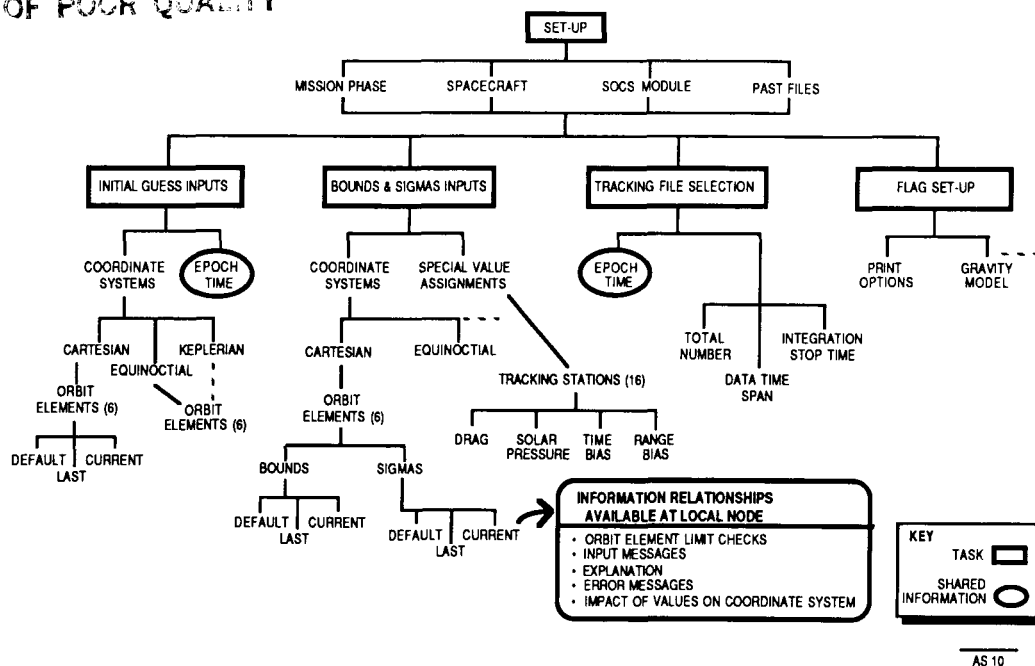 OF POOR QUALITY
SET-UP
MISSION PHASE
SPACECRAFT
SOCS MODULE
PAST FILES
INITIAL GUESS INPUTS
BOUNDS & SIGMAS INPUTS
TRACKING FILE SELECTION
FLAG SET-UP
COORDINATE
SYSTEMS
EPOCH
TIME
COORDINATE
SYSTEMS
SPECIAL VALUE
ASSIGNMENTS
EPOCH
TIME
PRINT
OPTIONS
GRAVITY
MODEL
CARTESIAN
EQUINOCTIAL
KEPLERIAN
ORBIT
ELEMENTS (6)
ORBIT
ELEMENTS (6)
DEFAULT
LAST
CURRENT
CARTESIAN
EQUINOCTIAL
ORBIT
ELEMENTS (6)
TRACKING STATIONS (16)
DRAG
SOLAR
PRESSURE
TIME
BIAS
RANGE
BIAS
TOTAL
NUMBER
DATA TIME
SPAN
INTEGRATION
STOP TIME
BOUNDS
SIGMAS
DEFAULT
LAST
CURRENT
DEFAULT
LAST
CURRENT
INFORMATION RELATIONSHIPS
AVAILABLE AT LOCAL NODE
• ORBIT ELEMENT LIMIT CHECKS
• INPUT MESSAGES
• EXPLANATION
• ERROR MESSAGES
• IMPACT OF VALUES ON COORDINATE SYSTEM
KEY
TASK
SHARED
INFORMATION
AS 10